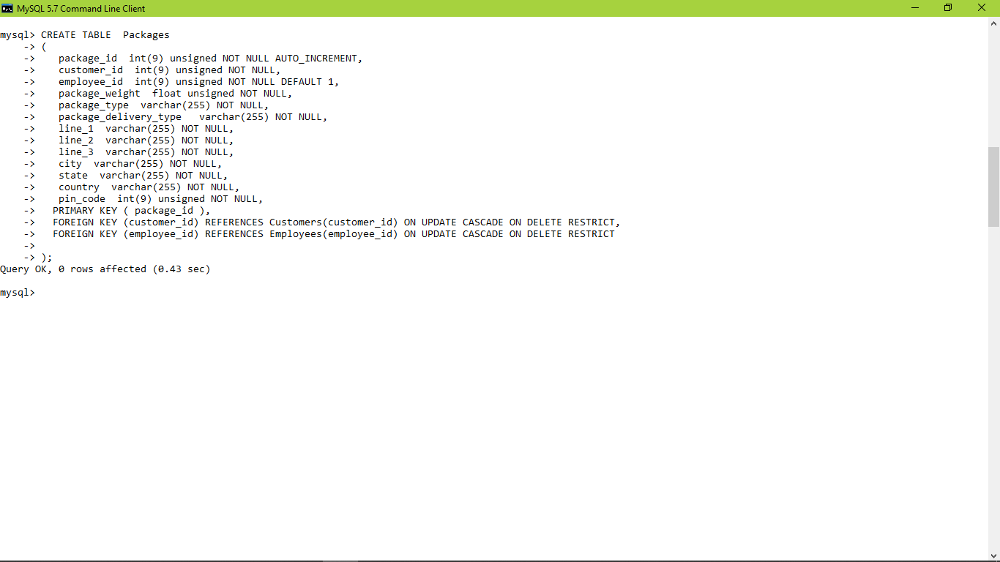 MySQL 5.7 Command Line Client
mysql> CREATE TABLE  Packages
    -> (
    ->    package_id  int(9) unsigned NOT NULL AUTO_INCREMENT,
    ->    customer_id  int(9) unsigned NOT NULL,
    ->    employee_id  int(9) unsigned NOT NULL DEFAULT 1,
    ->    package_weight  float unsigned NOT NULL,
    ->    package_type  varchar(255) NOT NULL,
    ->    package_delivery_type   varchar(255) NOT NULL,
    ->    line_1  varchar(255) NOT NULL,
    ->    line_2  varchar(255) NOT NULL,
    ->    line_3  varchar(255) NOT NULL,
    ->    city  varchar(255) NOT NULL,
    ->    state  varchar(255) NOT NULL,
    ->    country  varchar(255) NOT NULL,
    ->    pin_code  int(9) unsigned NOT NULL,
    ->   PRIMARY KEY ( package_id ),
    ->   FOREIGN KEY (customer_id) REFERENCES Customers(customer_id) ON UPDATE CASCADE ON DELETE RESTRICT,
    ->   FOREIGN KEY (employee_id) REFERENCES Employees(employee_id) ON UPDATE CASCADE ON DELETE RESTRICT
    ->
    -> );
Query OK, 0 rows affected (0.43 sec)
mysql>